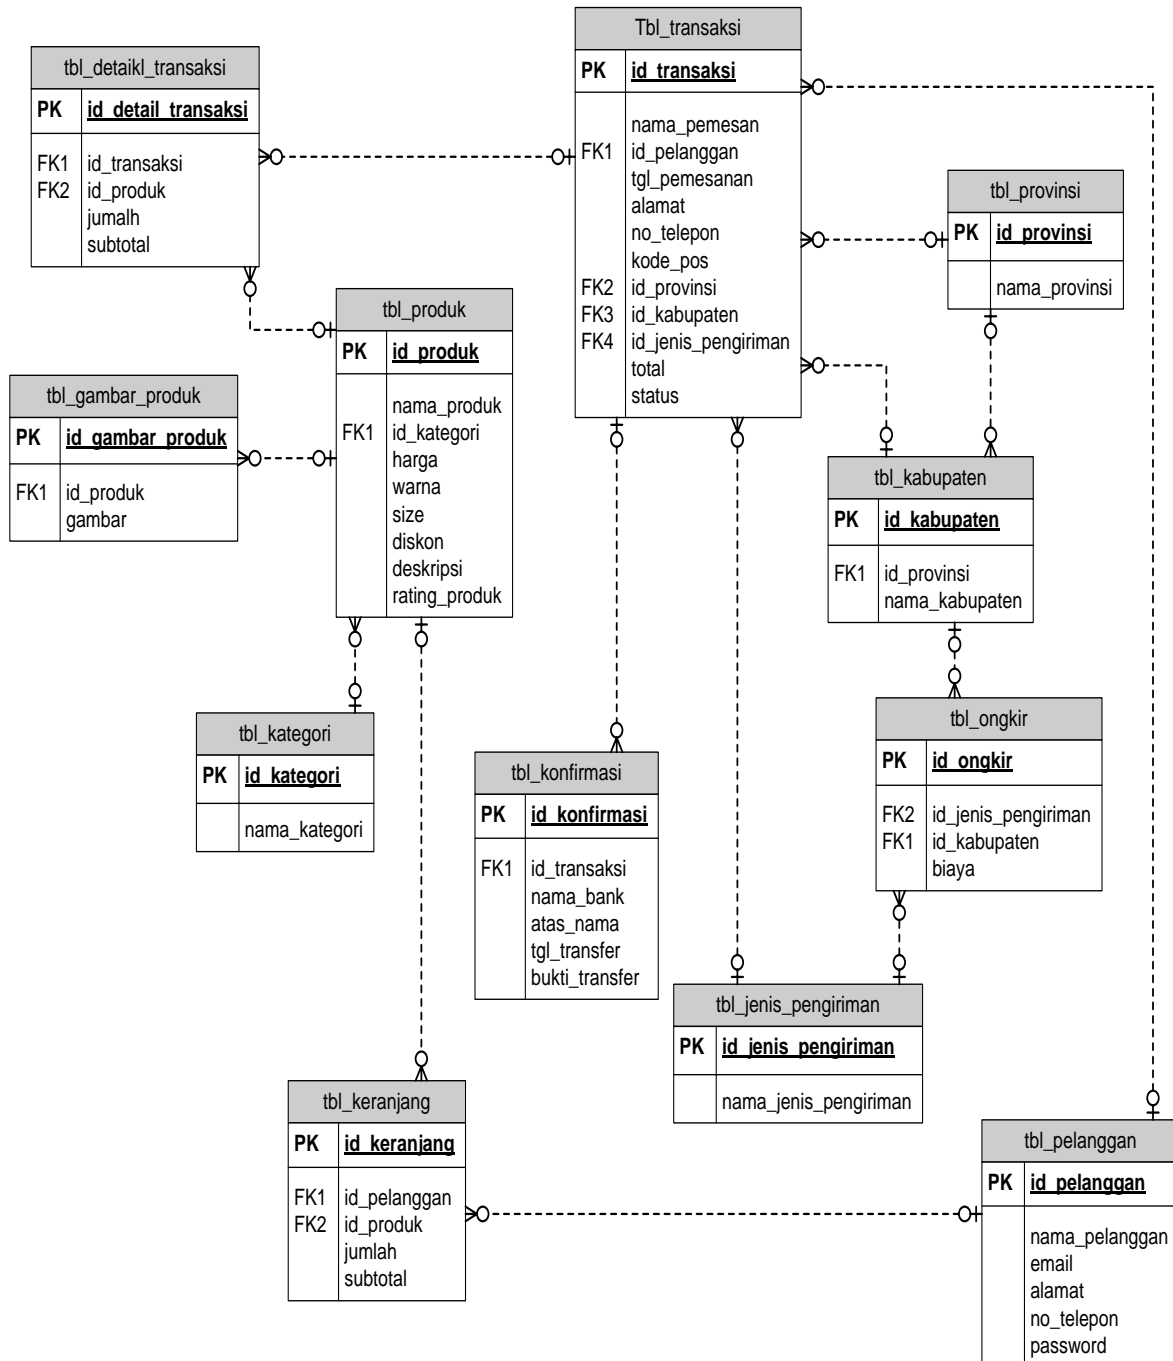 Tbl_transaksi
PK id_transaksi
nama_pemesan
FK1 id_pelanggan
tgl_pemesanan
alamat
no_telepon
kode_pos
FK2 id_provinsi
FK3 id_kabupaten
FK4 id_jenis_pengiriman
total
status
tbl_detaikl_transaksi
PK id_detail_transaksi
FK1 id_transaksi
FK2 id_produk
jumalh
subtotal
tbl_provinsi
PK id_provinsi
nama_provinsi
tbl_produk
PK id_produk
nama_produk
FK1 id_kategori
harga
warna
size
diskon
deskripsi
rating_produk
tbl_gambar_produk
PK id_gambar_produk
FK1 id_produk
gambar
tbl_kabupaten
PK id_kabupaten
FK1 id_provinsi
nama_kabupaten
tbl_kategori
PK id_kategori
nama_kategori
tbl_konfirmasi
PK id_konfirmasi
FK1 id_transaksi
nama_bank
atas_nama
tgl_transfer
bukti_transfer
tbl_ongkir
PK id_ongkir
FK2 id_jenis_pengiriman
FK1 id_kabupaten
biaya
tbl_jenis_pengiriman
PK id_jenis_pengiriman
nama_jenis_pengiriman
tbl_keranjang
PK id_keranjang
FK1 id_pelanggan
FK2 id_produk
jumlah
subtotal
tbl_pelanggan
PK id_pelanggan
nama_pelanggan
email
alamat
no_telepon
password